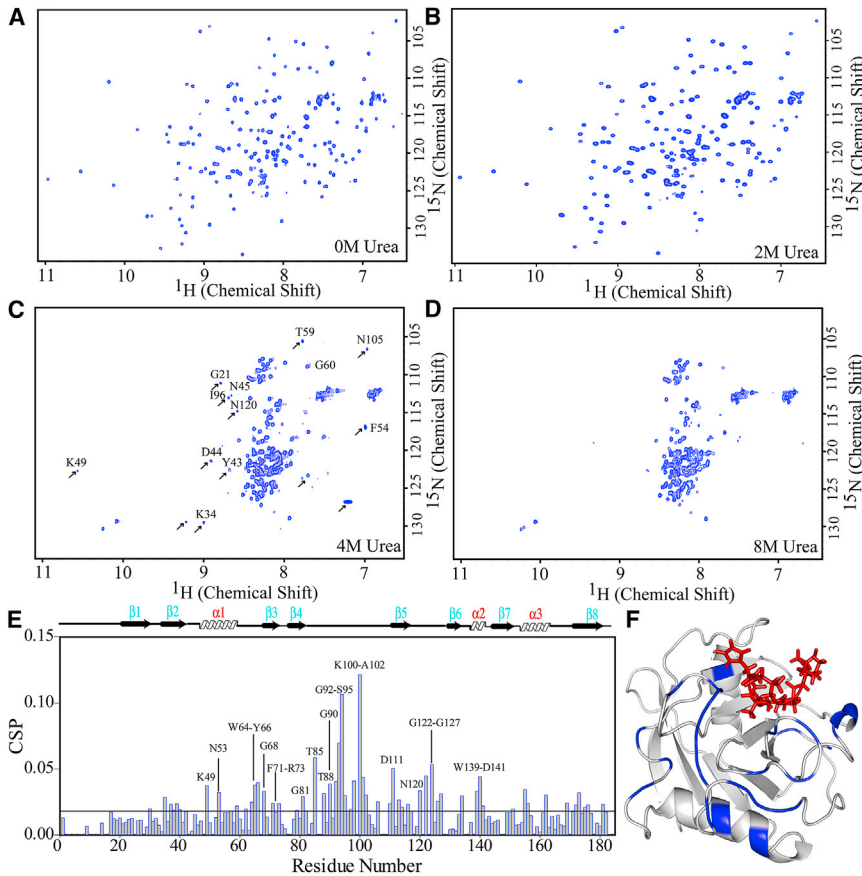 A
105
110
115
120
125
130
15N (Chemical Shift)
0M Urea
11 10 9 8 7
1H (Chemical Shift)
B
105
110
115
120
125
130
15N (Chemical Shift)
2M Urea
11 10 9 8 7
1H (Chemical Shift)
C
T59
N105
G60
G21
N45
I96
N120
F54
D44
Y43
K49
K34
105
110
115
120
125
130
15N (Chemical Shift)
4M Urea
11 10 9 8 7
1H (Chemical Shift)
D
105
110
115
120
125
130
15N (Chemical Shift)
8M Urea
11 10 9 8 7
1H (Chemical Shift)
E
β1 β2 α1 β3 β4 β5 β6 α2 β7 α3 β8
0.15
0.10
0.05
0.00
CSP
K100-A102
G92-S95
W64-Y66
G90
G122-G127
N53
G68
T85
F71-R73
D111
W139-D141
K49
T88
G81
N120
0 20 40 60 80 100 120 140 160 180
Residue Number
F